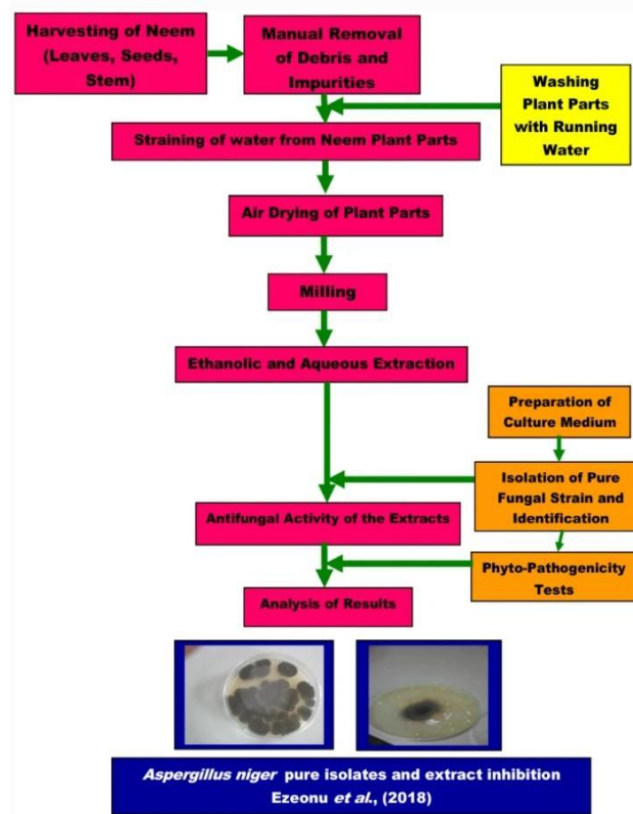 Harvesting of Neem
(Leaves, Seeds,
Stem)
Manual Removal
of Debris and
Impurities
Washing
Plant Parts
with Running
Water
Straining of water from Neem Plant Parts
Air Drying of Plant Parts
Milling
Ethanolic and Aqueous Extraction
Preparation of
Culture Medium
Isolation of Pure
Fungal Strain and
Identification
Antifungal Activity of the Extracts
Phyto-Pathogenicity
Tests
Analysis of Results
Aspergillus niger pure isolates and extract inhibition
Ezeonu et al., (2018)